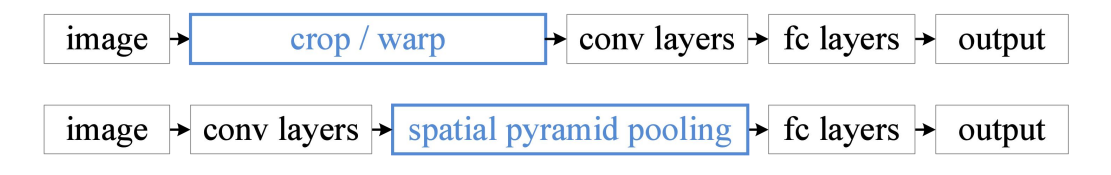 image crop / warp conv layers fc layers output
image conv layers spatial pyramid pooling fc layers output